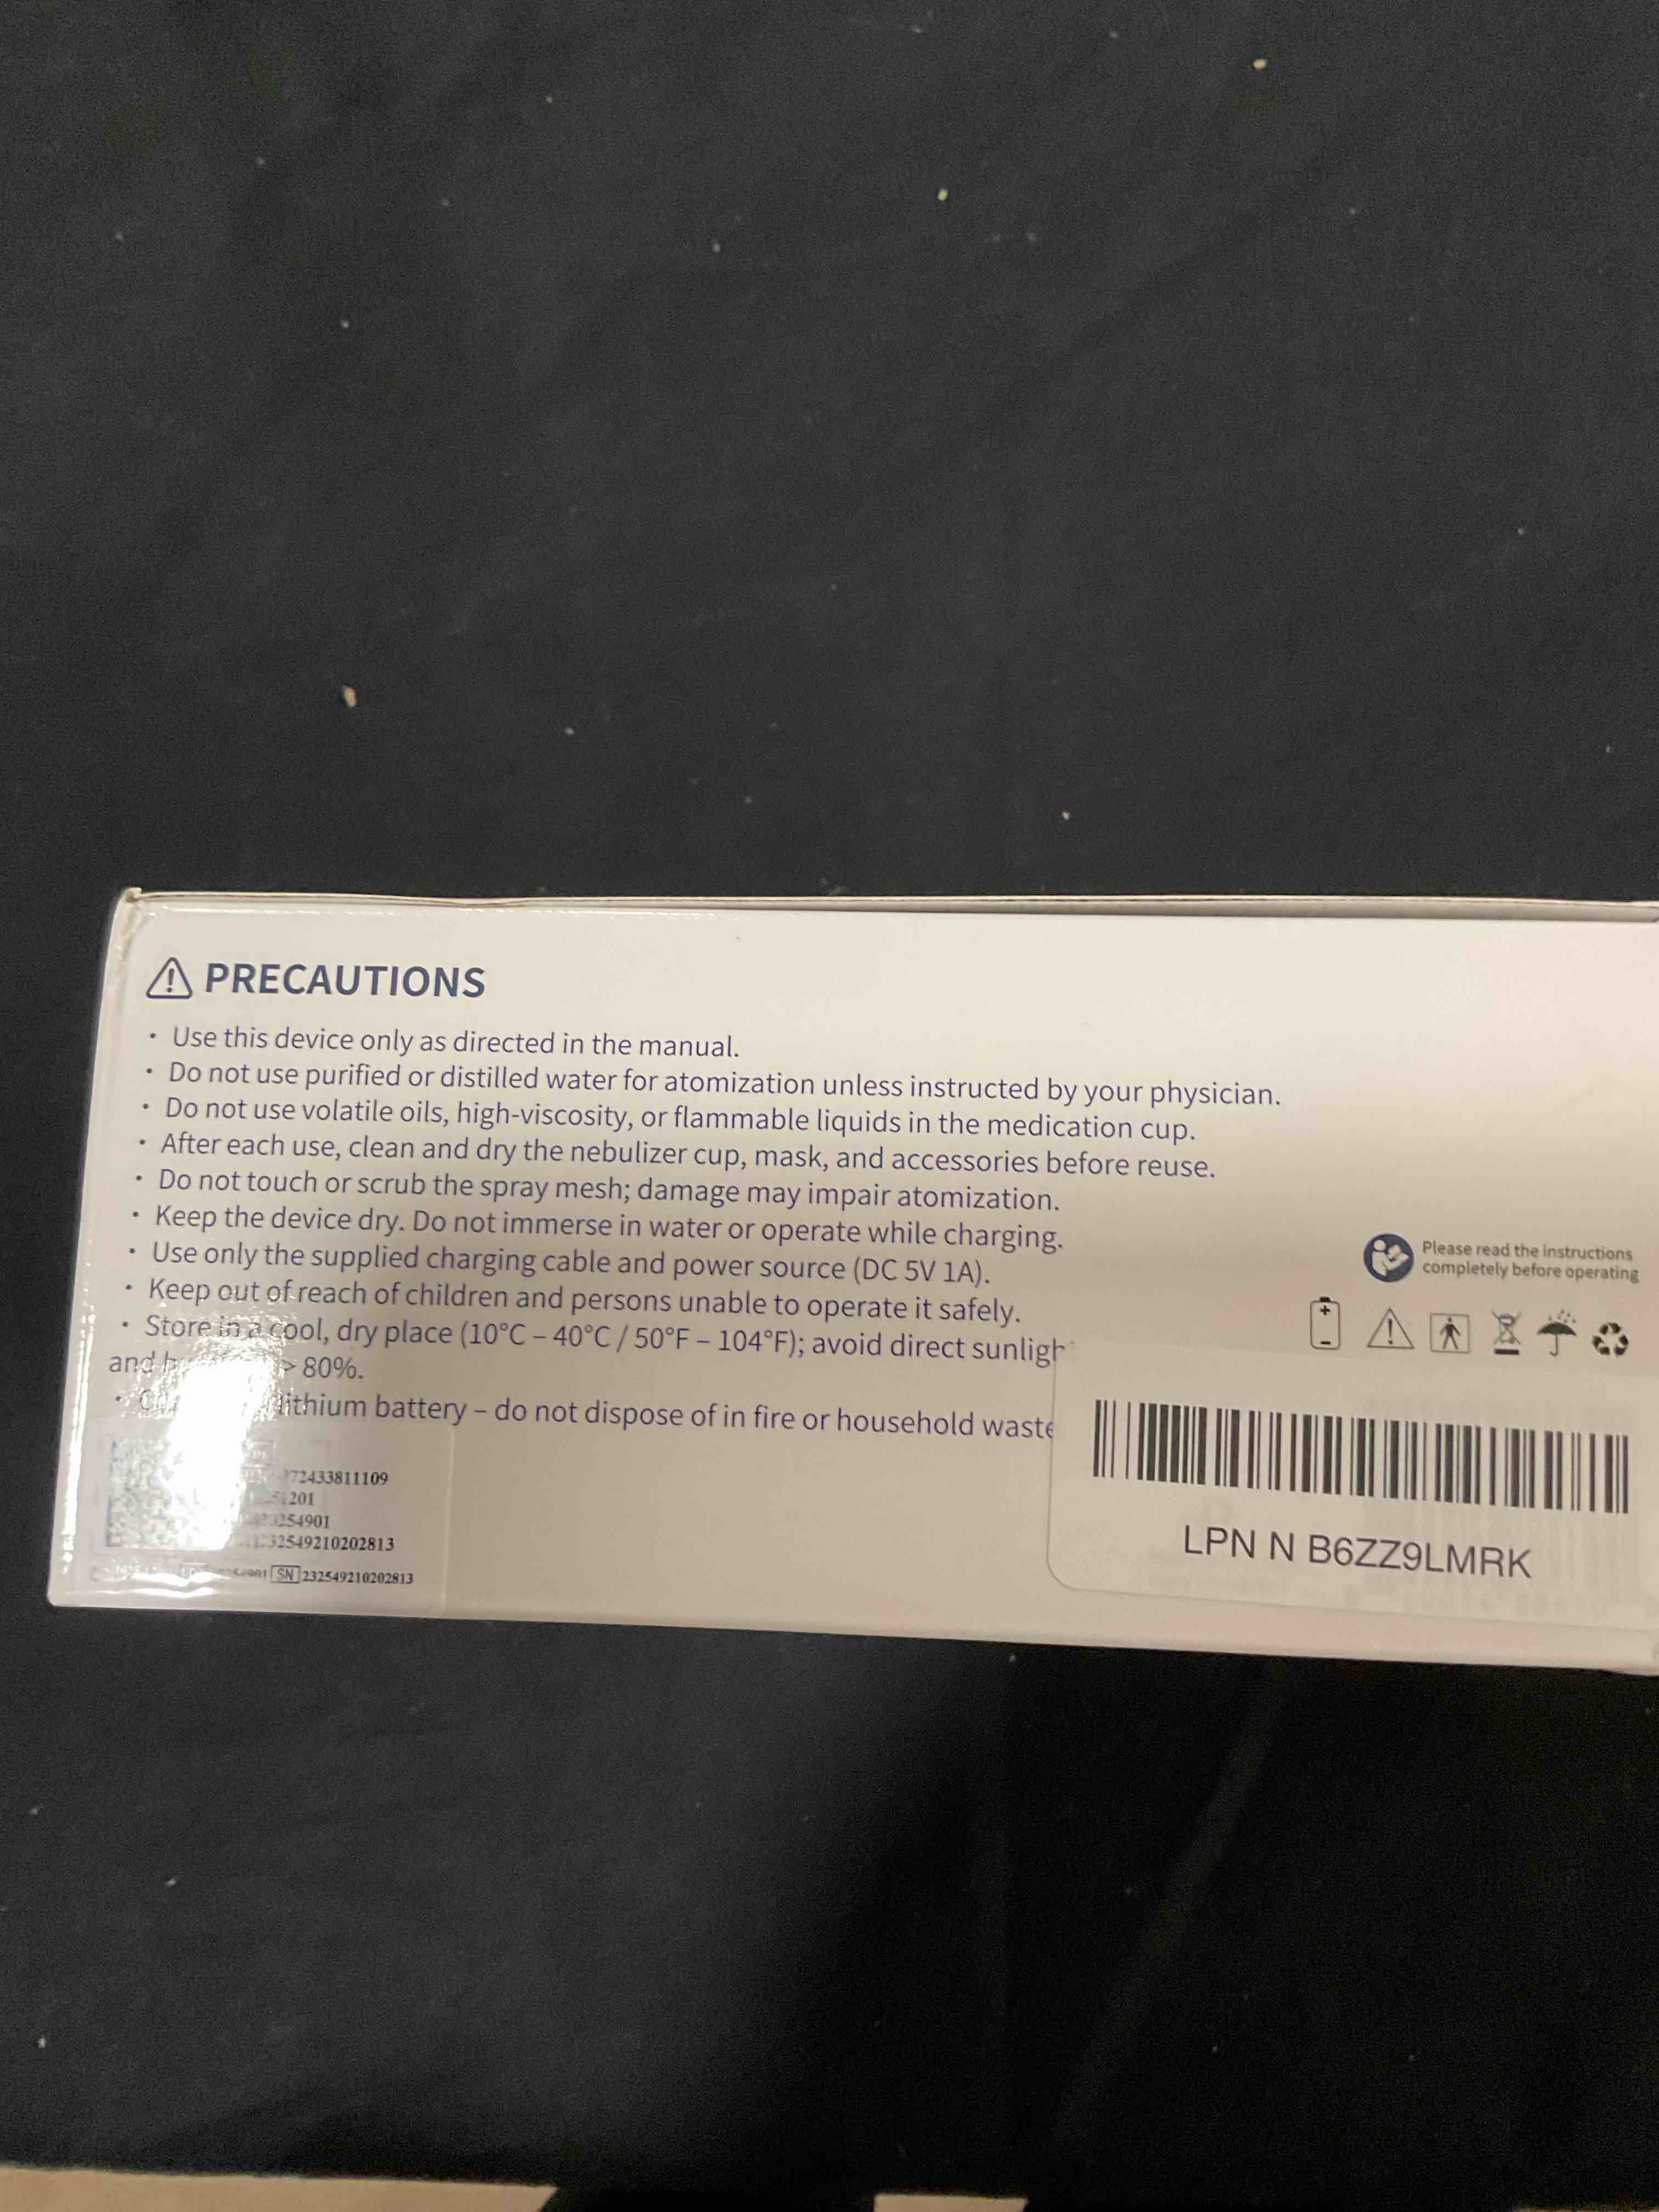 PRECAUTIONS
· Use this device only as directed in the manual.
· Do not use purified or distilled water for atomization unless instructed by your physician.
· Do not use volatile oils, high-viscosity, or flammable liquids in the medication cup.
· After each use, clean and dry the nebulizer cup, mask, and accessories before reuse.
· Do not touch or scrub the spray mesh; damage may impair atomization.
· Keep the device dry. Do not immerse in water or operate while charging.
· Use only the supplied charging cable and power source (DC 5V 1A).
· Keep out of reach of children and persons unable to operate it safely.
· Store in a cool, dry place (10°C – 40°C / 50°F – 104°F); avoid direct sunligh
and > 80%.
· lithium battery – do not dispose of in fire or household waste
Please read the instructions
completely before operating
72433811109
201
254901
32549210202813
SN 232549210202813
LPN N B6ZZ9LMRK